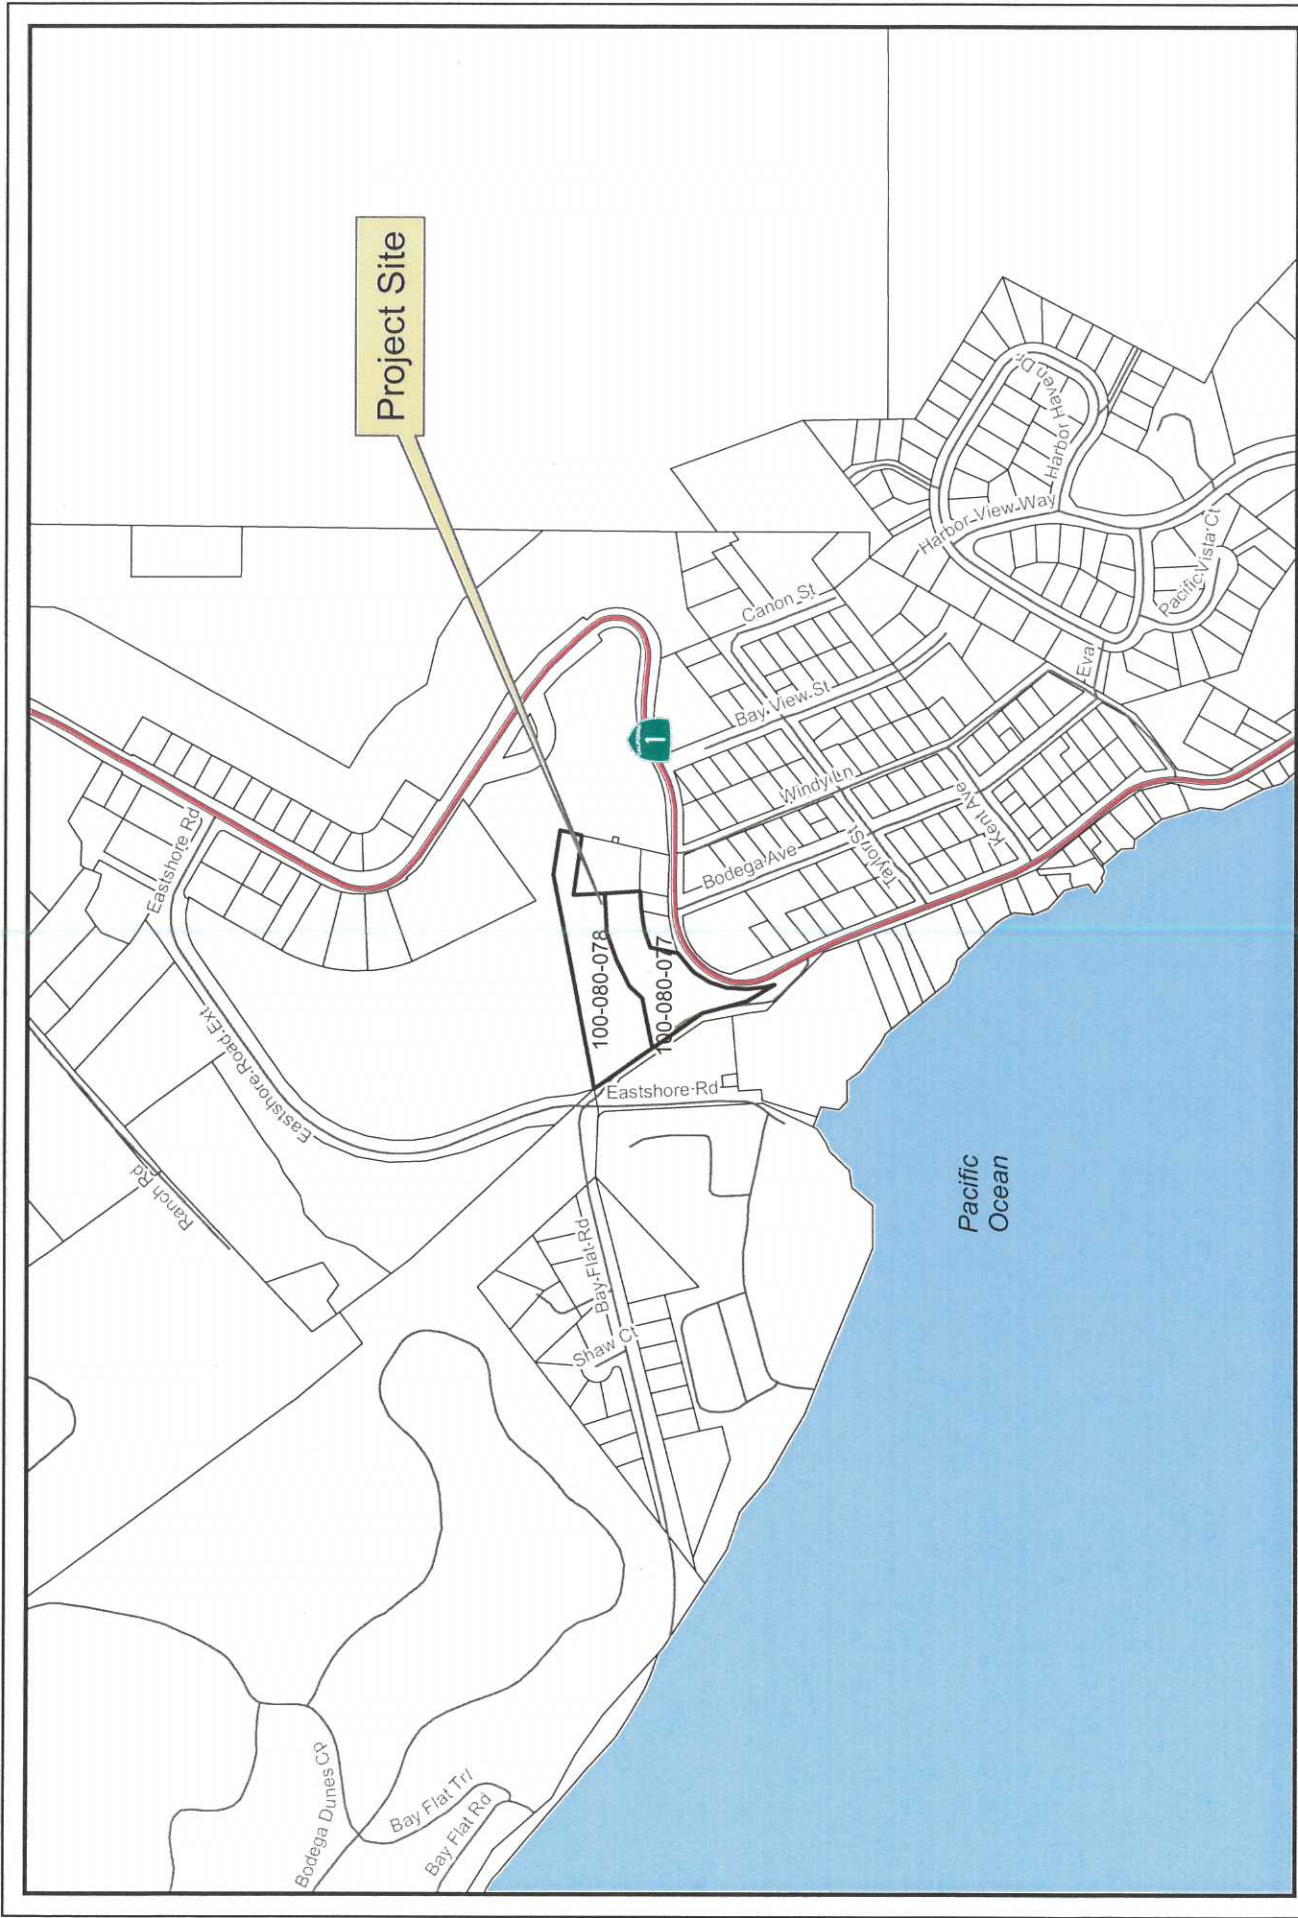 Project Site
Eastshore Rd
Eastshore Road Ext
Ranch Rd
100-080-078
100-080-077
CALIFORNIA
1
Canon St
Bay View St
Windy Ln
Bodega Ave
Taylor St
Kent Ave
Eva
Harbor View Way
Harbor Haven Dr
Pacific Vista Ct
Eastshore Rd
Bay Flat Rd
Shaw Ct
Bodega Dunes Cp
Bay Flat Trl
Bay Flat Rd
Pacific
Ocean